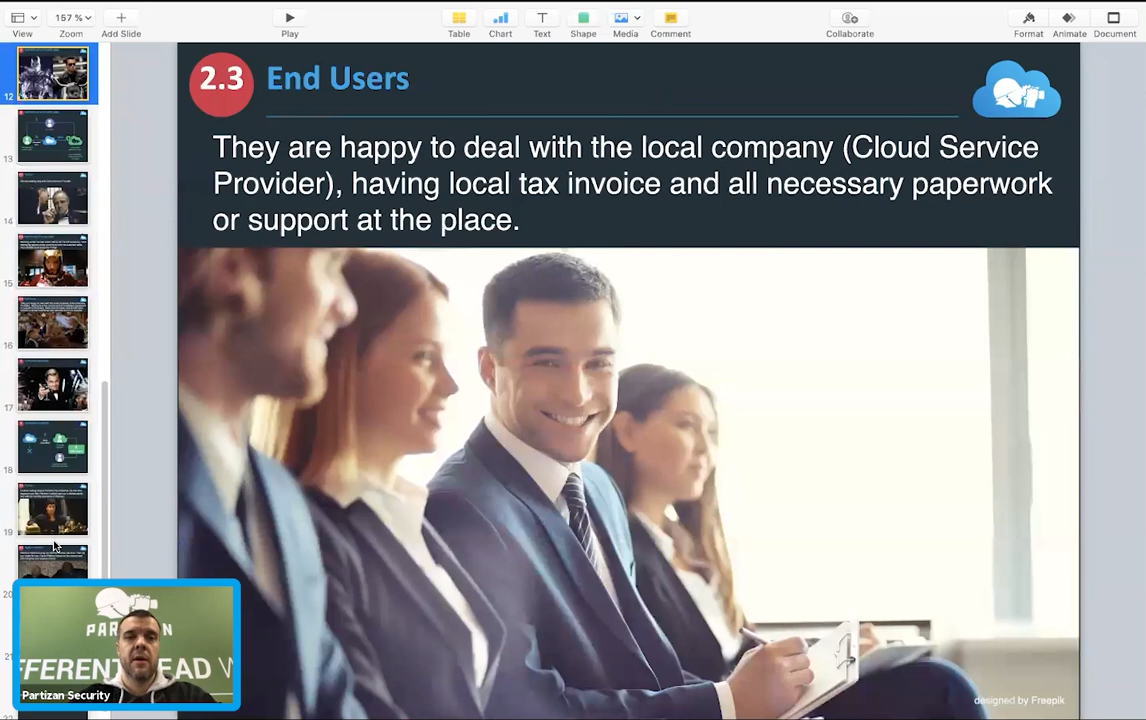 157 %
View
Zoom
Add Slide
Play
Table
Chart
Text
Shape
Media
Comment
Collaborate
Format
Animate
Document
2.3 End Users
They are happy to deal with the local company (Cloud Service
Provider), having local tax invoice and all necessary paperwork
or support at the place.
12
13
14
15
16
17
18
19
20
21
22
Partizan Security
designed by Freepik